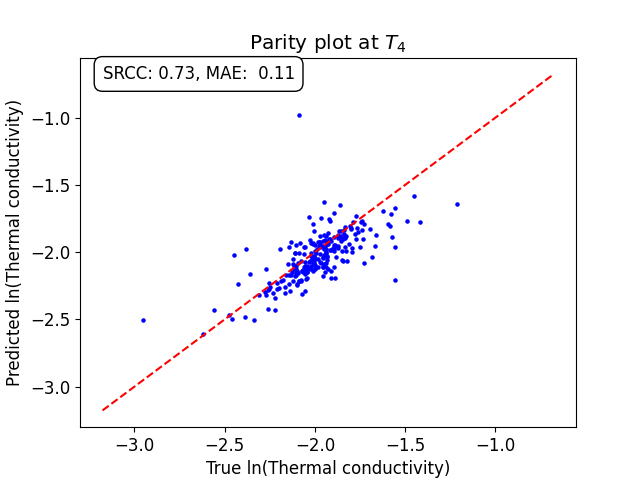 Parity plot at $T_4$
SRCC: 0.73, MAE:  0.11
Predicted ln(Thermal conductivity)
−1.0
−1.5
−2.0
−2.5
−3.0
−3.0 −2.5 −2.0 −1.5 −1.0
True ln(Thermal conductivity)